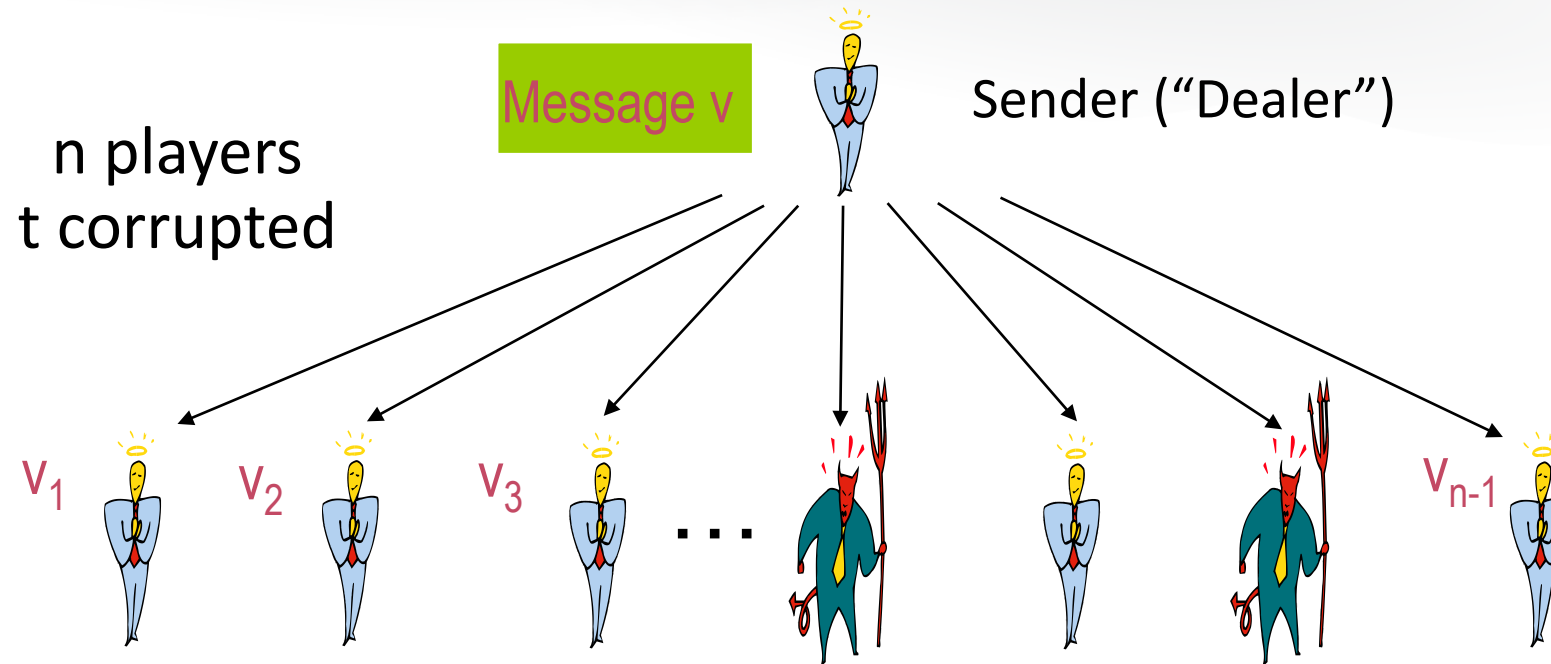 Message v
Sender (“Dealer”)
n players
t corrupted
v₁ v₂ v₃ ... vₙ₋₁